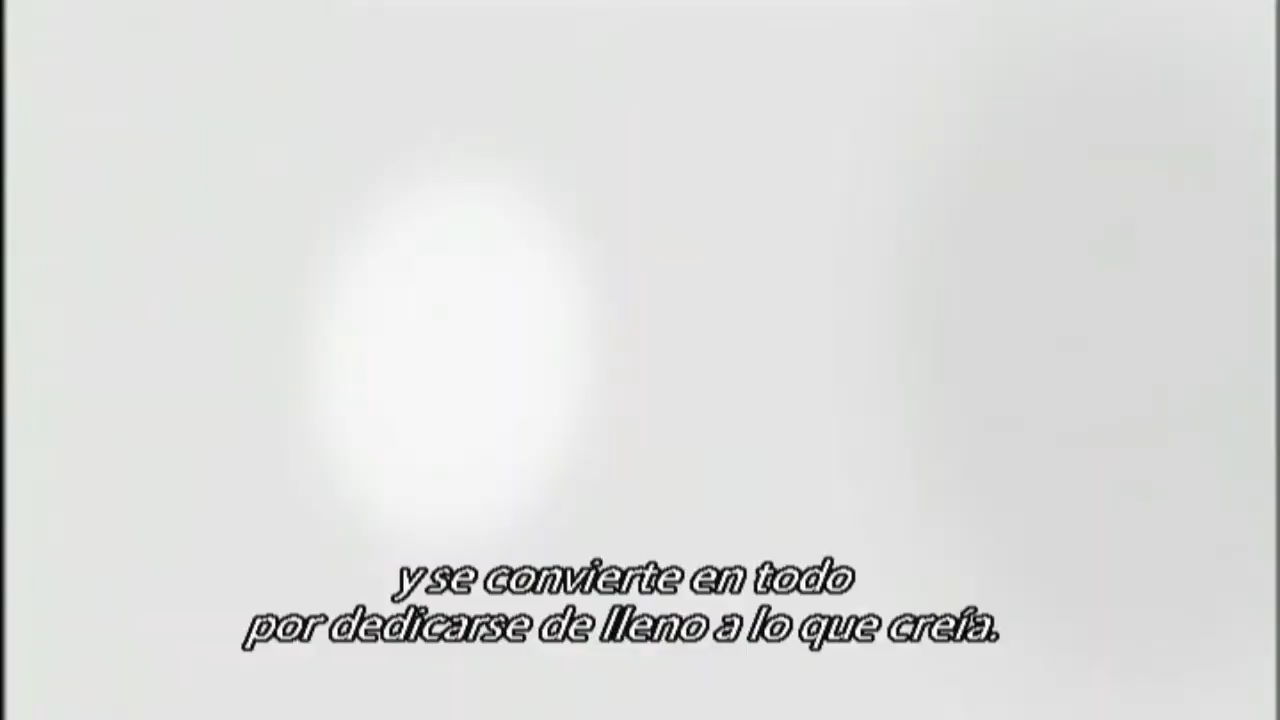 y se convierte en todo
por dedicarse de lleno a lo que creía.